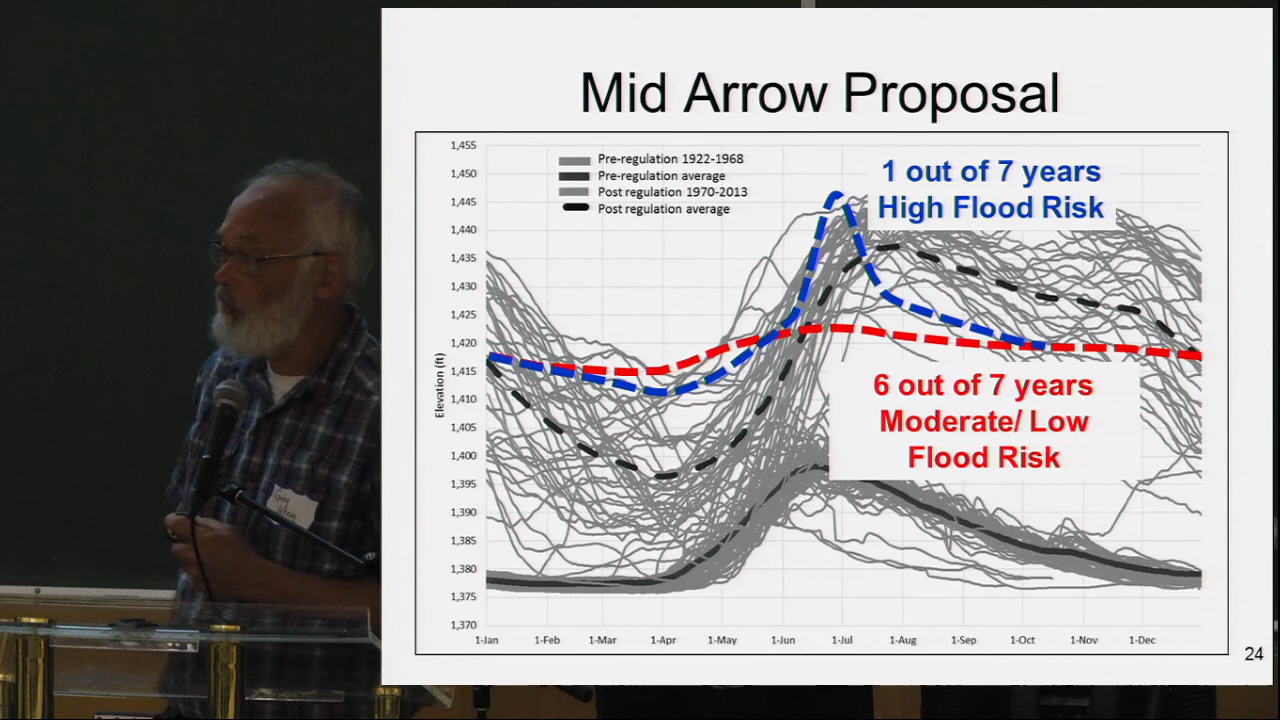 Mid Arrow Proposal
1,455
1,450
1,445
1,440
1,435
1,430
1,425
1,420
1,415
1,410
1,405
1,400
1,395
1,390
1,385
1,380
1,375
1,370
Elevation (ft)
Pre-regulation 1922-1968
Pre-regulation average
Post regulation 1970-2013
Post regulation average
1 out of 7 years
High Flood Risk
6 out of 7 years
Moderate/ Low
Flood Risk
1-Jan 1-Feb 1-Mar 1-Apr 1-May 1-Jun 1-Jul 1-Aug 1-Sep 1-Oct 1-Nov 1-Dec
24